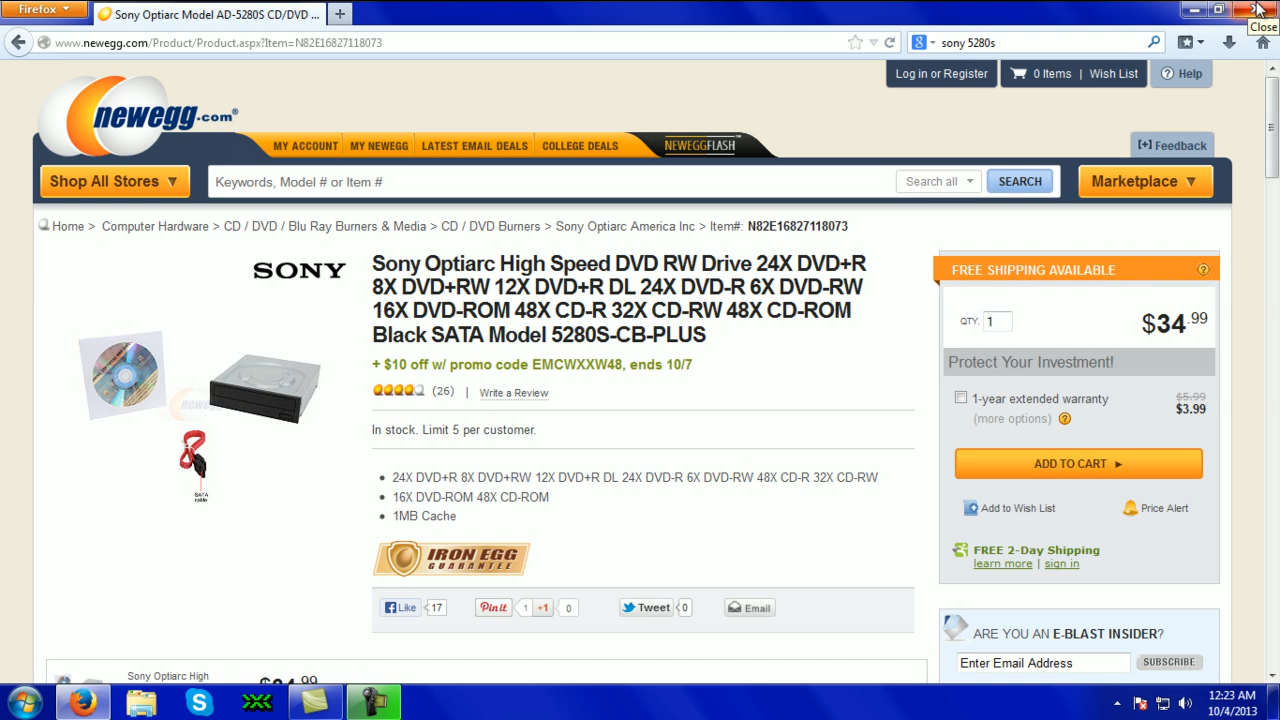 Firefox
Sony Optiarc Model AD-5280S CD/DVD ...
Close
www.newegg.com/Product/Product.aspx?Item=N82E16827118073
sony 5280s
Log in or Register
0 Items | Wish List
Help
newegg.com®
MY ACCOUNT
MY NEWEGG
LATEST EMAIL DEALS
COLLEGE DEALS
NEWEGGFLASH
[+] Feedback
Shop All Stores
Keywords, Model # or Item #
Search all
SEARCH
Marketplace
Home > Computer Hardware > CD / DVD / Blu Ray Burners & Media > CD / DVD Burners > Sony Optiarc America Inc > Item#: N82E16827118073
SONY
Sony Optiarc High Speed DVD RW Drive 24X DVD+R
8X DVD+RW 12X DVD+R DL 24X DVD-R 6X DVD-RW
16X DVD-ROM 48X CD-R 32X CD-RW 48X CD-ROM
Black SATA Model 5280S-CB-PLUS
+ $10 off w/ promo code EMCWXXW48, ends 10/7
(26) | Write a Review
In stock. Limit 5 per customer.
• 24X DVD+R 8X DVD+RW 12X DVD+R DL 24X DVD-R 6X DVD-RW 48X CD-R 32X CD-RW
• 16X DVD-ROM 48X CD-ROM
• 1MB Cache
SATA
cable
IRON EGG
GUARANTEE
Like 17
Pinit 1
+1 0
Tweet 0
Email
FREE SHIPPING AVAILABLE
QTY. 1
$34.99
Protect Your Investment!
1-year extended warranty
$5.99
$3.99
(more options)
ADD TO CART
Add to Wish List
Price Alert
FREE 2-Day Shipping
learn more | sign in
ARE YOU AN E-BLAST INSIDER?
Enter Email Address
SUBSCRIBE
Sony Optiarc High
$34.99
12:23 AM
10/4/2013